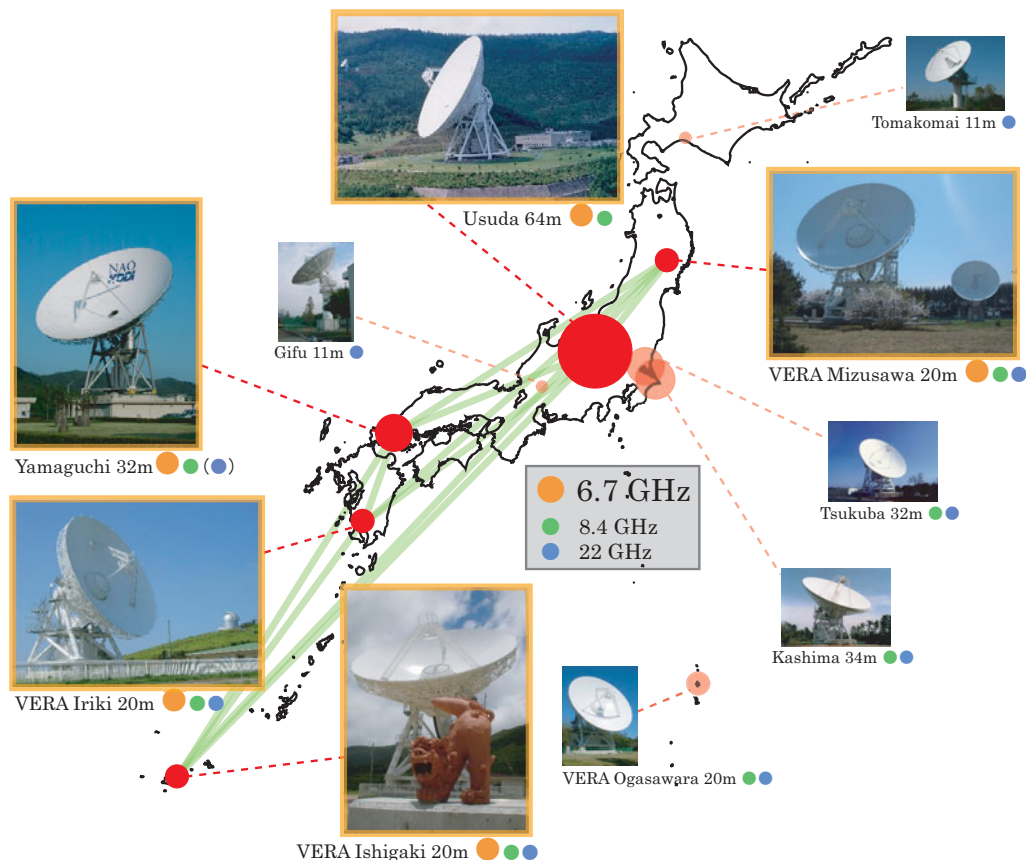 Tomakomai 11m
Usuda 64m
NAO
KDDI
Gifu 11m
VERA Mizusawa 20m
Yamaguchi 32m ( )
6.7 GHz
8.4 GHz
22 GHz
Tsukuba 32m
Kashima 34m
VERA Iriki 20m
VERA Ogasawara 20m
VERA Ishigaki 20m